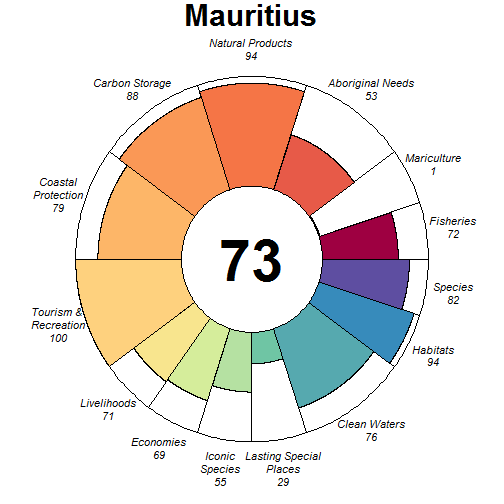 Mauritius
Natural Products
94
Carbon Storage
88
Aboriginal Needs
53
Mariculture
1
Coastal
Protection
79
Fisheries
72
73
Species
82
Tourism &
Recreation
100
Habitats
94
Livelihoods
71
Clean Waters
76
Economies
69
Iconic
Species
55
Lasting Special
Places
29